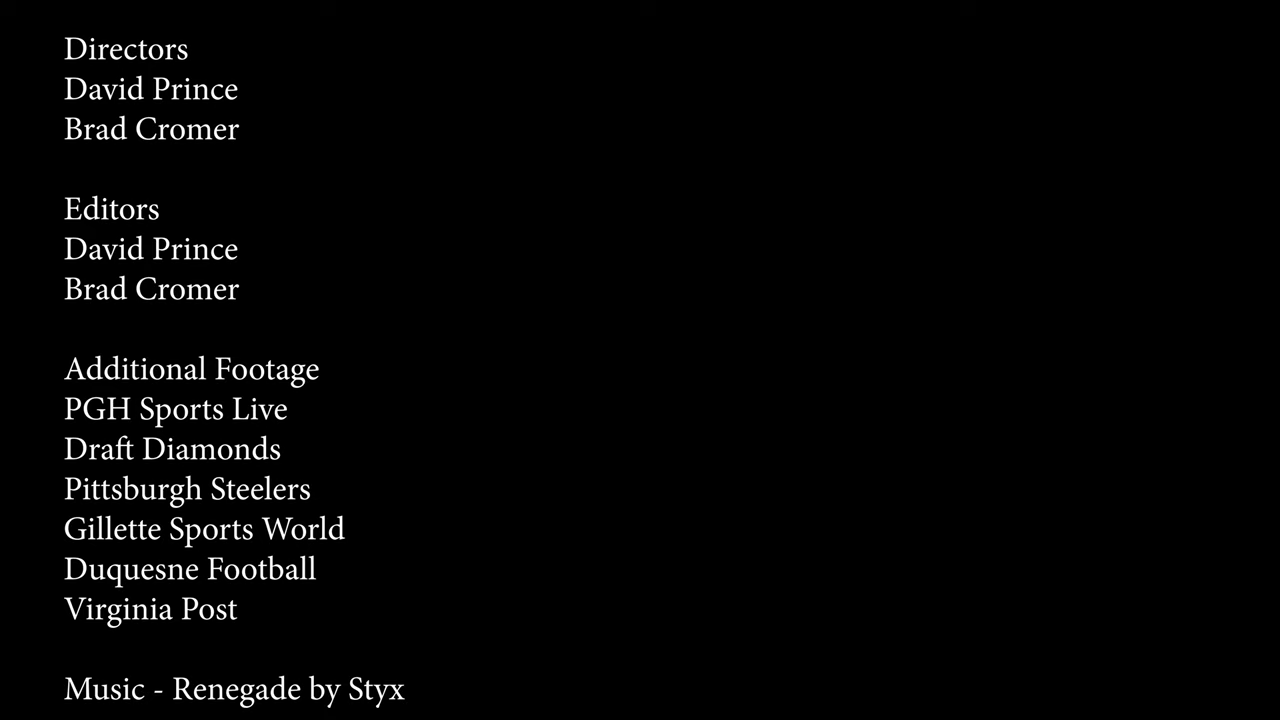 Directors
David Prince
Brad Cromer
Editors
David Prince
Brad Cromer
Additional Footage
PGH Sports Live
Draft Diamonds
Pittsburgh Steelers
Gillette Sports World
Duquesne Football
Virginia Post
Music - Renegade by Styx